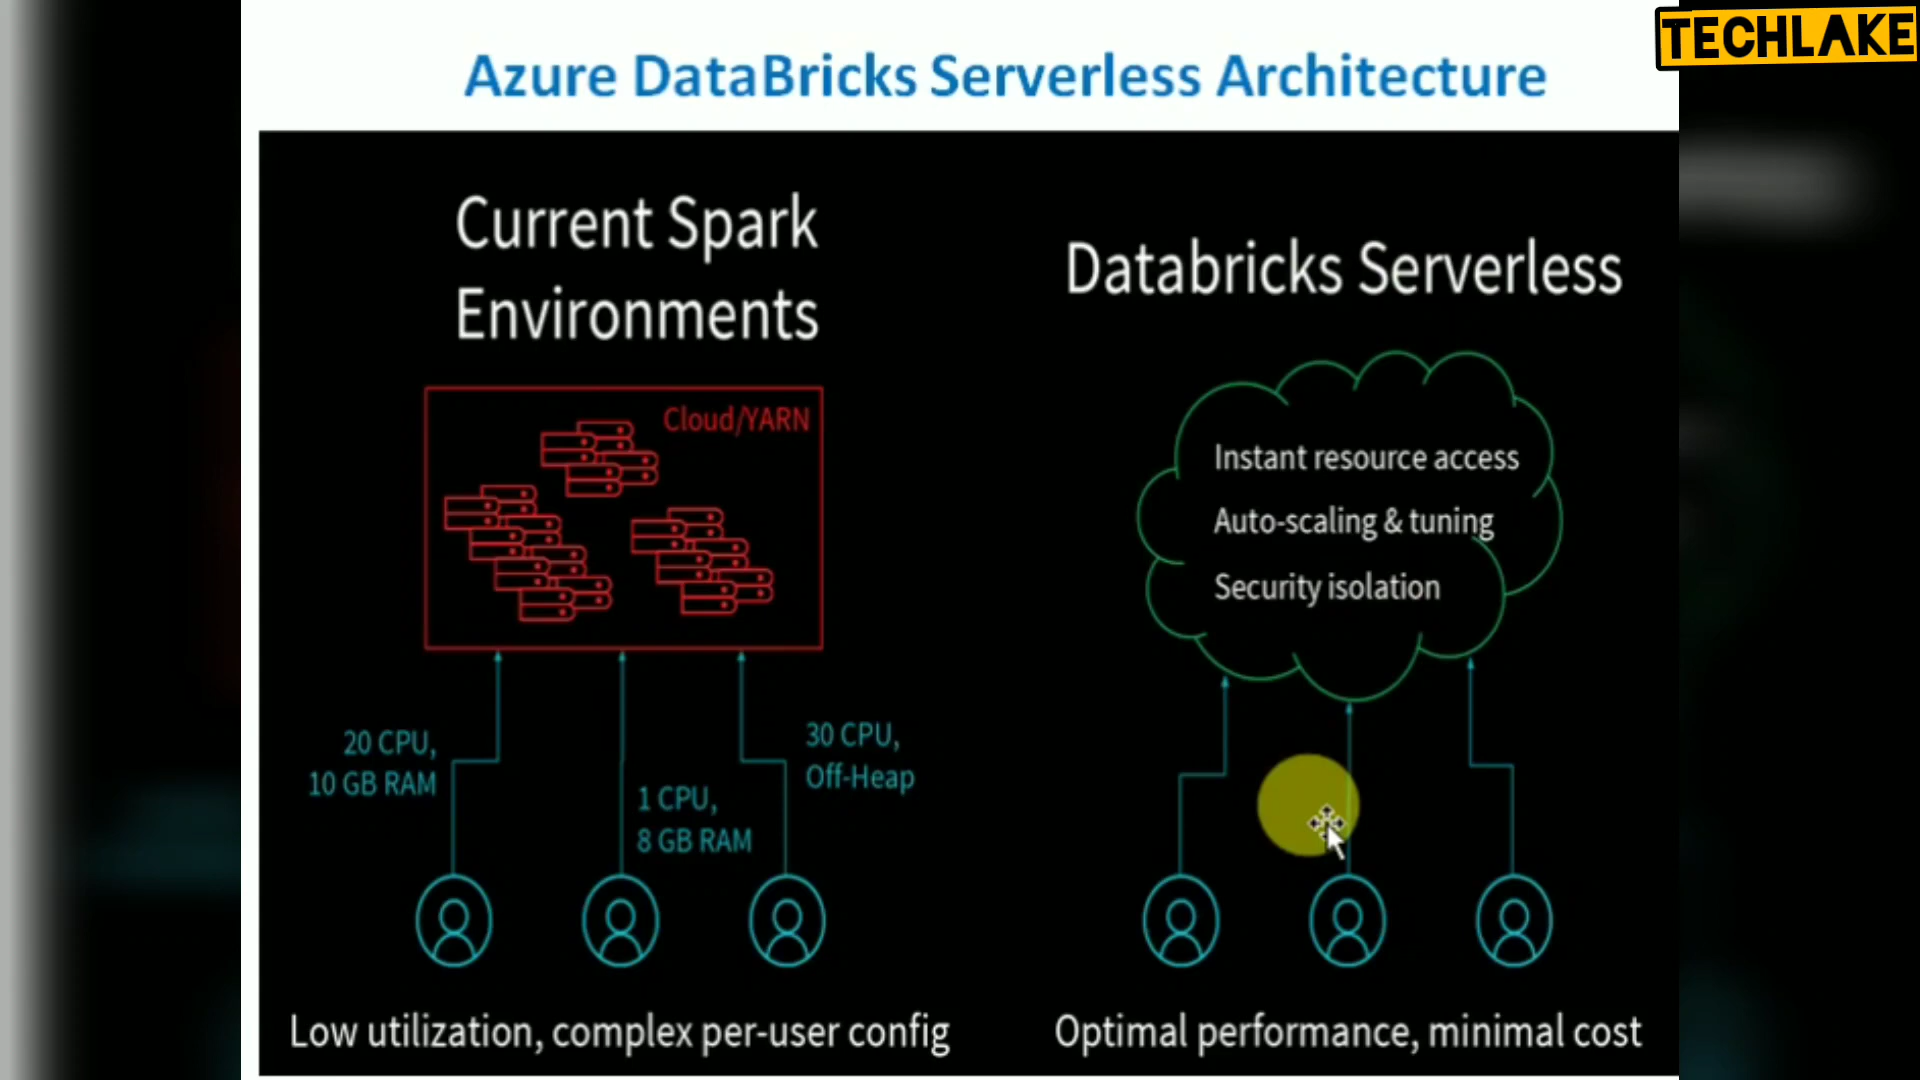 TECHLAKE
Azure DataBricks Serverless Architecture
Current Spark
Environments
Cloud/YARN
20 CPU,
10 GB RAM
1 CPU,
8 GB RAM
30 CPU,
Off-Heap
Low utilization, complex per-user config
Databricks Serverless
Instant resource access
Auto-scaling & tuning
Security isolation
Optimal performance, minimal cost